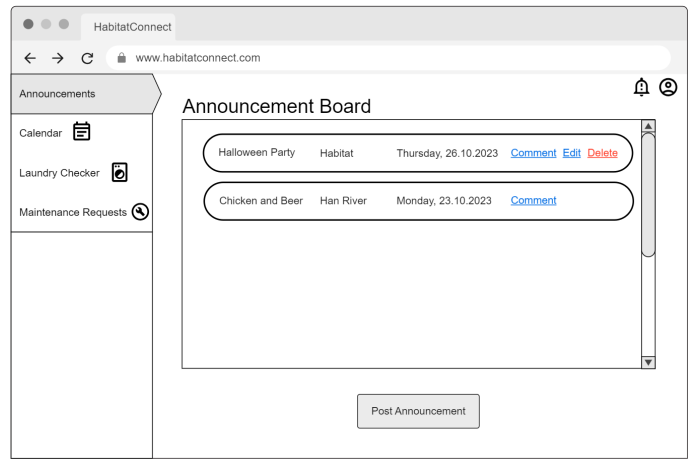 HabitatConnect
www.habitatconnect.com
Announcements
Calendar
Laundry Checker
Maintenance Requests
Announcement Board
Halloween Party Habitat Thursday, 26.10.2023 Comment Edit Delete
Chicken and Beer Han River Monday, 23.10.2023 Comment
Post Announcement